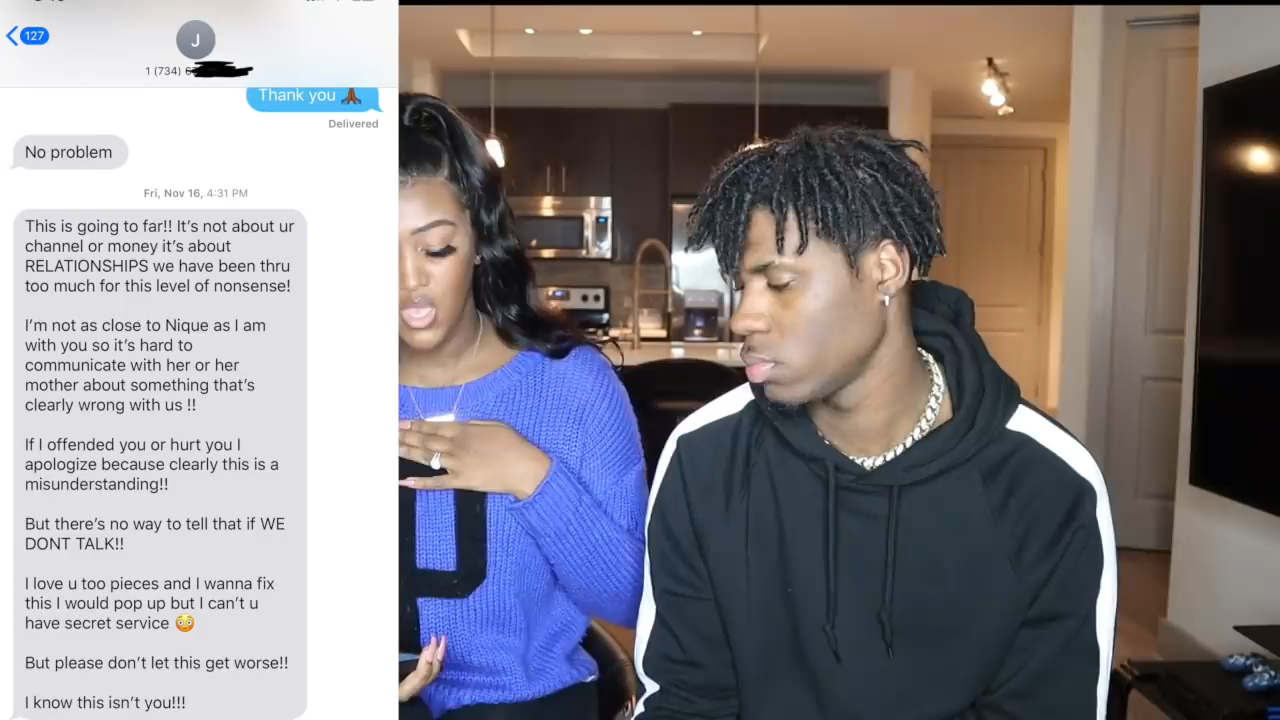 127
J
1 (734)
Thank you 🙏🏾
Delivered
No problem
Fri, Nov 16, 4:31 PM
This is going to far!! It's not about ur
channel or money it's about
RELATIONSHIPS we have been thru
too much for this level of nonsense!
I'm not as close to Nique as I am
with you so it's hard to
communicate with her or her
mother about something that's
clearly wrong with us !!
If I offended you or hurt you I
apologize because clearly this is a
misunderstanding!!
But there's no way to tell that if WE
DONT TALK!!
I love u too pieces and I wanna fix
this I would pop up but I can't u
have secret service 😳
But please don't let this get worse!!
I know this isn't you!!!